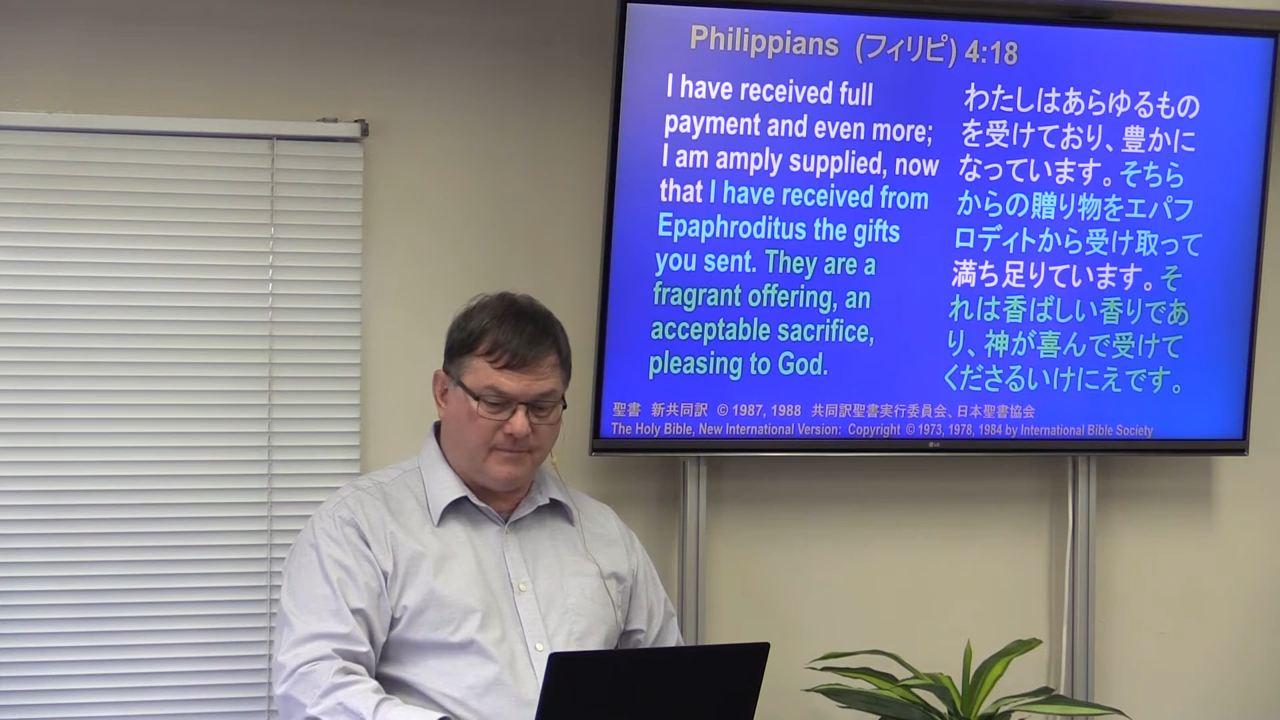 Philippians (フィリピ) 4:18
I have received full
payment and even more;
I am amply supplied, now
that I have received from
Epaphroditus the gifts
you sent. They are a
fragrant offering, an
acceptable sacrifice,
pleasing to God.
わたしはあらゆるもの
を受けており、豊かに
なっています。そちら
からの贈り物をエパフ
ロディトから受け取って
満ち足りています。そ
れは香ばしい香りであ
り、神が喜んで受けて
くださるいけにえです。
聖書 新共同訳 © 1987, 1988 共同訳聖書実行委員会、日本聖書協会
The Holy Bible, New International Version: Copyright © 1973, 1978, 1984 by International Bible Society
LG